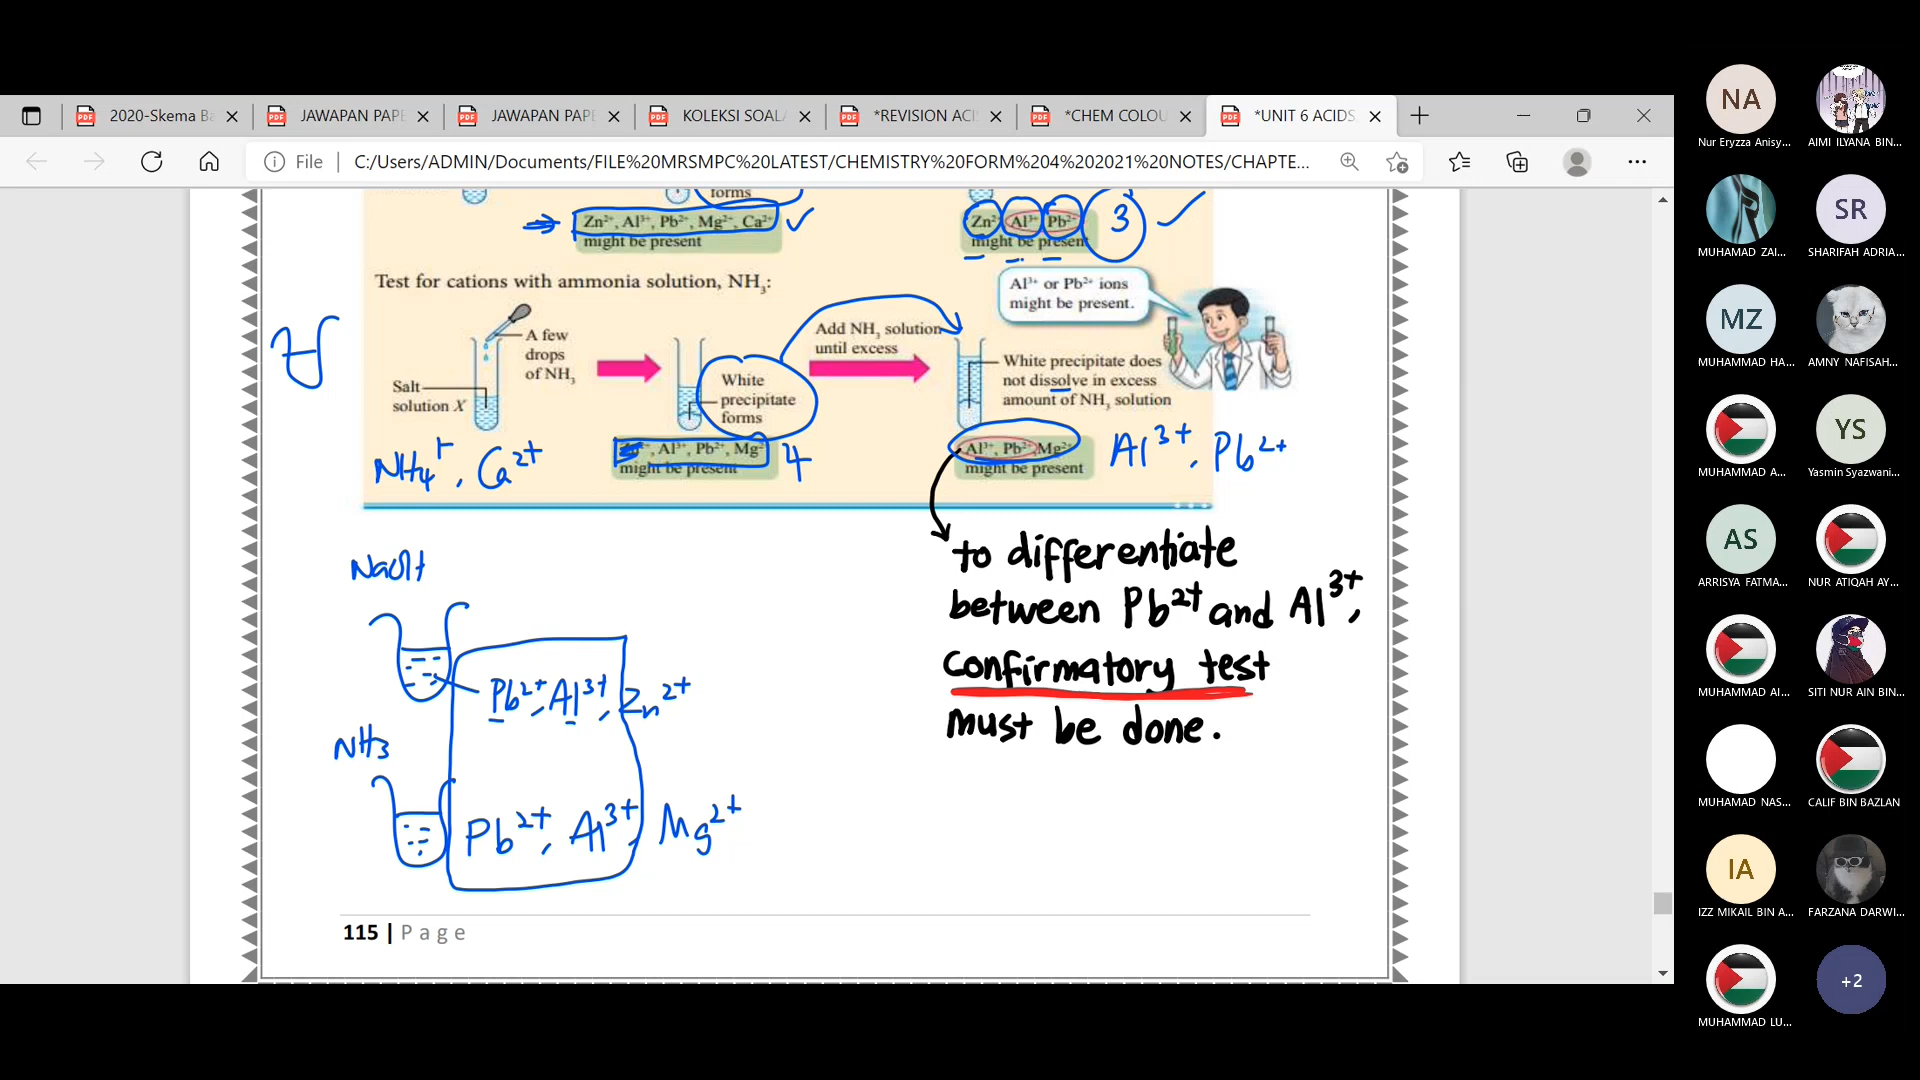 2020-Skema Ba
JAWAPAN PAPE
JAWAPAN PAPE
KOLEKSI SOALA
*REVISION ACI
*CHEM COLOU
*UNIT 6 ACIDS
File
C:/Users/ADMIN/Documents/FILE%20MRSMPC%20LATEST/CHEMISTRY%20FORM%204%202021%20NOTES/CHAPTE...
forms
Zn²⁺, Al³⁺, Pb²⁺, Mg²⁺, Ca²⁺
might be present
Zn²⁺, Al³⁺, Pb²⁺
might be present
3
Test for cations with ammonia solution, NH₃:
Al³⁺ or Pb²⁺ ions
might be present.
A few
drops
of NH₃
Salt
solution X
White
precipitate
forms
Add NH₃ solution
until excess
White precipitate does
not dissolve in excess
amount of NH₃ solution
NH₄⁺, Ca²⁺
Zn²⁺, Al³⁺, Pb²⁺, Mg²⁺
might be present
4
Al³⁺, Pb²⁺, Mg²⁺
might be present
Al³⁺, Pb²⁺
to differentiate
between Pb²⁺ and Al³⁺,
confirmatory test
must be done.
NaOH
Pb²⁺, Al³⁺, Zn²⁺
NH₃
Pb²⁺, Al³⁺, Mg²⁺
115 | Page
NA
Nur Eryzza Anisy...
AIMI ILYANA BIN...
MUHAMAD ZAI...
SR
SHARIFAH ADRIA...
MZ
MUHAMMAD HA...
AMNY NAFISAH...
MUHAMMAD A...
YS
Yasmin Syazwani...
AS
ARRISYA FATMA...
NUR ATIQAH AY...
MUHAMMAD AI...
SITI NUR AIN BIN...
MUHAMAD NAS...
CALIF BIN BAZLAN
IA
IZZ MIKAIL BIN A...
FARZANA DARWI...
MUHAMMAD LU...
+2